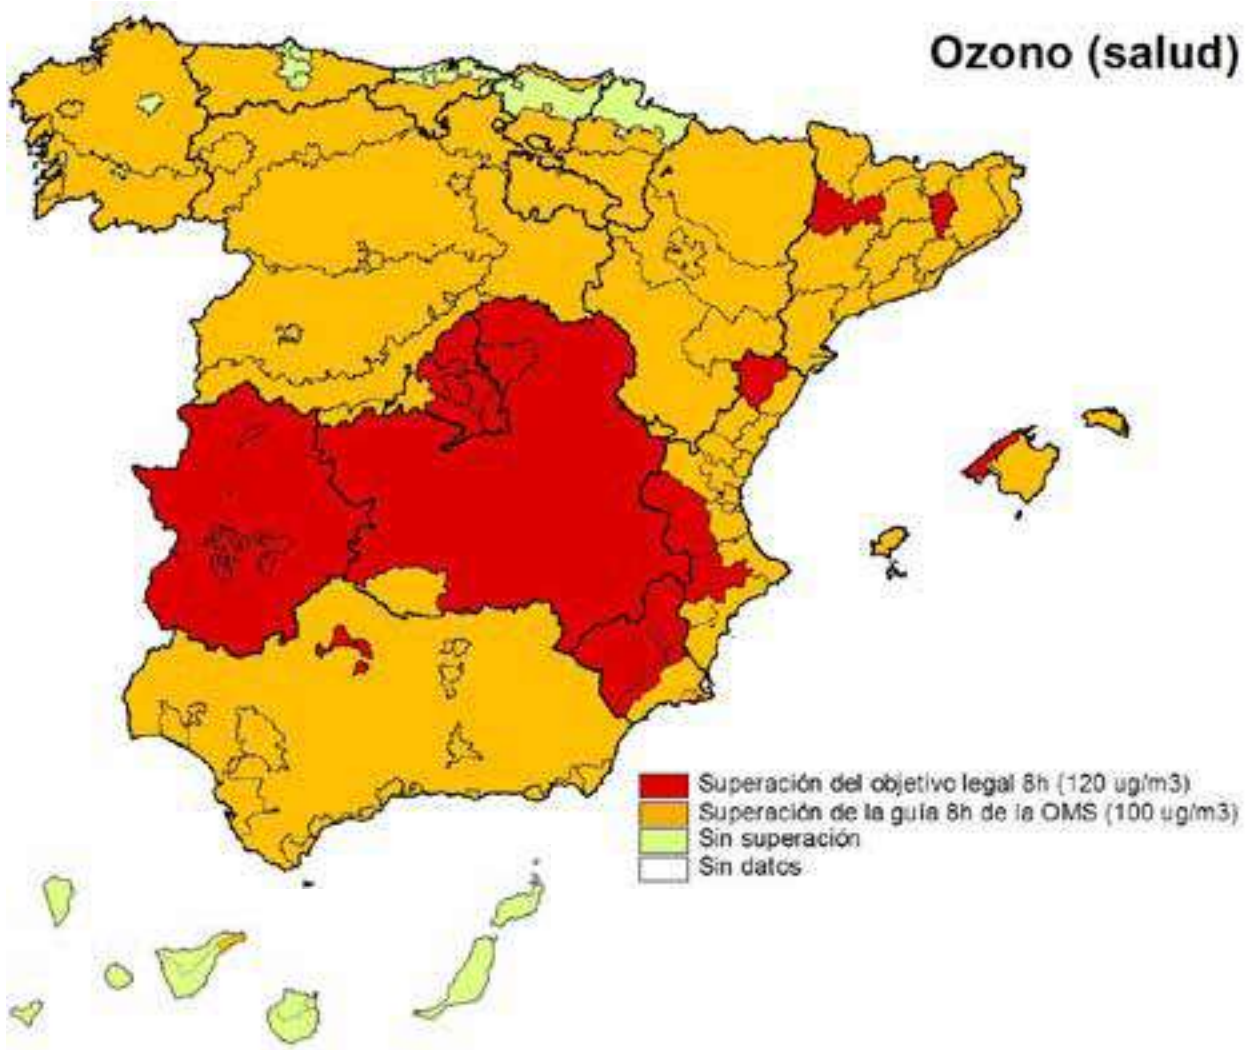 Ozono (salud)
Superación del objetivo legal 8h (120 ug/m3)
Superación de la guía 8h de la OMS (100 ug/m3)
Sin superación
Sin datos